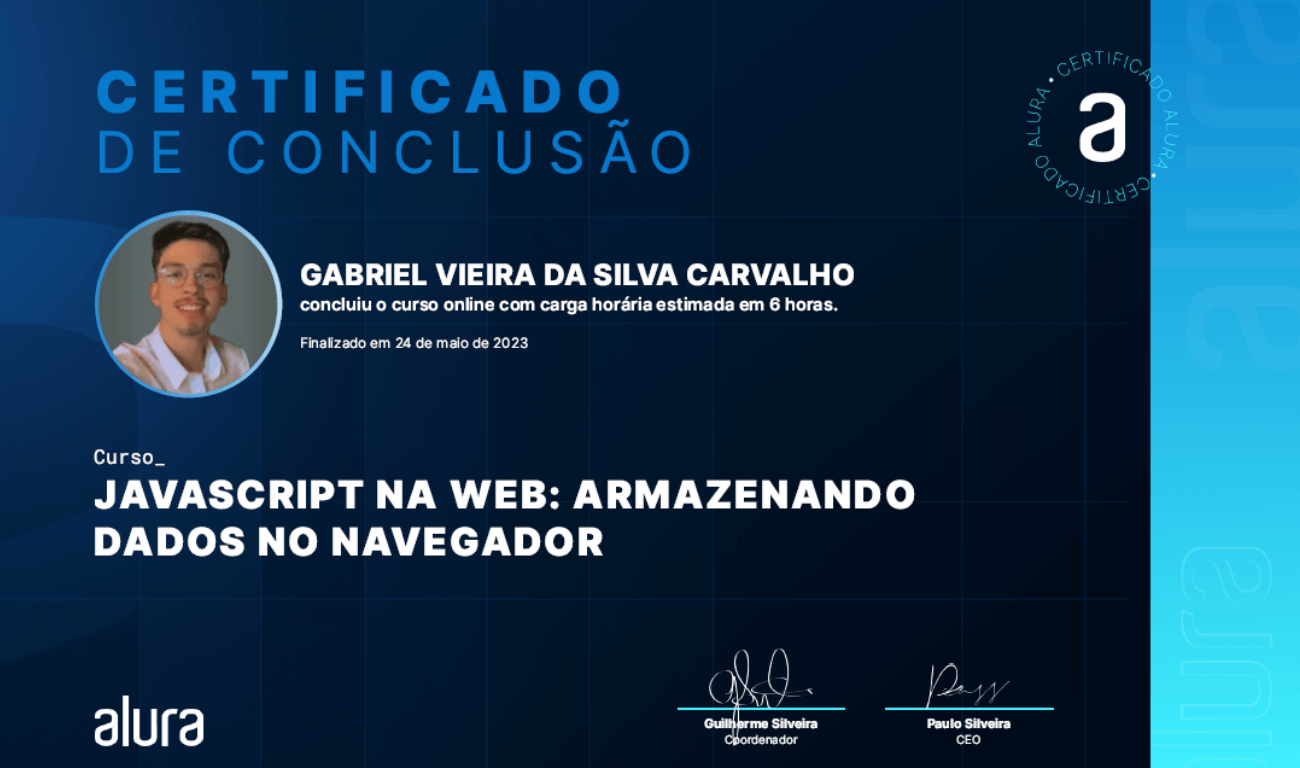 CERTIFICADO
DE CONCLUSÃO
CERTIFICADO ALURA • CERTIFICADO ALURA •
a
GABRIEL VIEIRA DA SILVA CARVALHO
concluiu o curso online com carga horária estimada em 6 horas.
Finalizado em 24 de maio de 2023
Curso_
JAVASCRIPT NA WEB: ARMAZENANDO
DADOS NO NAVEGADOR
alura
Guilherme Silveira
Coordenador
Paulo Silveira
CEO
alura
alura